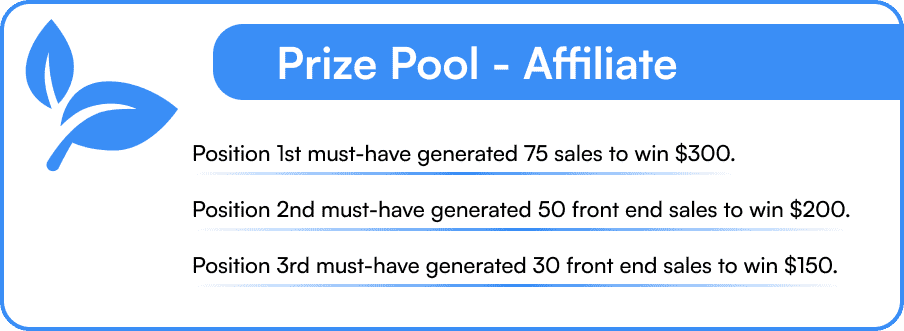 Prize Pool - Affiliate
Position 1st must-have generated 75 sales to win $300.
Position 2nd must-have generated 50 front end sales to win $200.
Position 3rd must-have generated 30 front end sales to win $150.